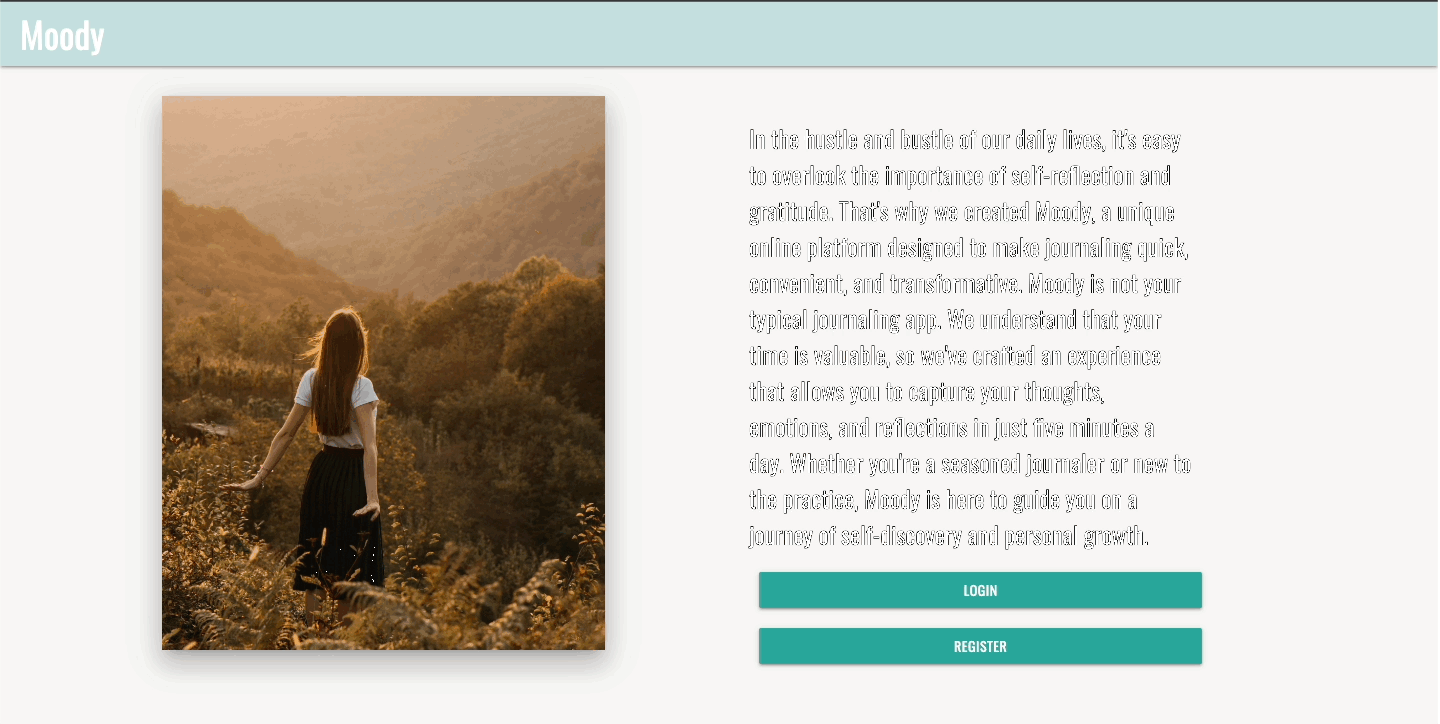 Moody
In the hustle and bustle of our daily lives, it's easy
to overlook the importance of self-reflection and
gratitude. That's why we created Moody, a unique
online platform designed to make journaling quick,
convenient, and transformative. Moody is not your
typical journaling app. We understand that your
time is valuable, so we've crafted an experience
that allows you to capture your thoughts,
emotions, and reflections in just five minutes a
day. Whether you're a seasoned journaler or new to
the practice, Moody is here to guide you on a
journey of self-discovery and personal growth.
LOGIN
REGISTER